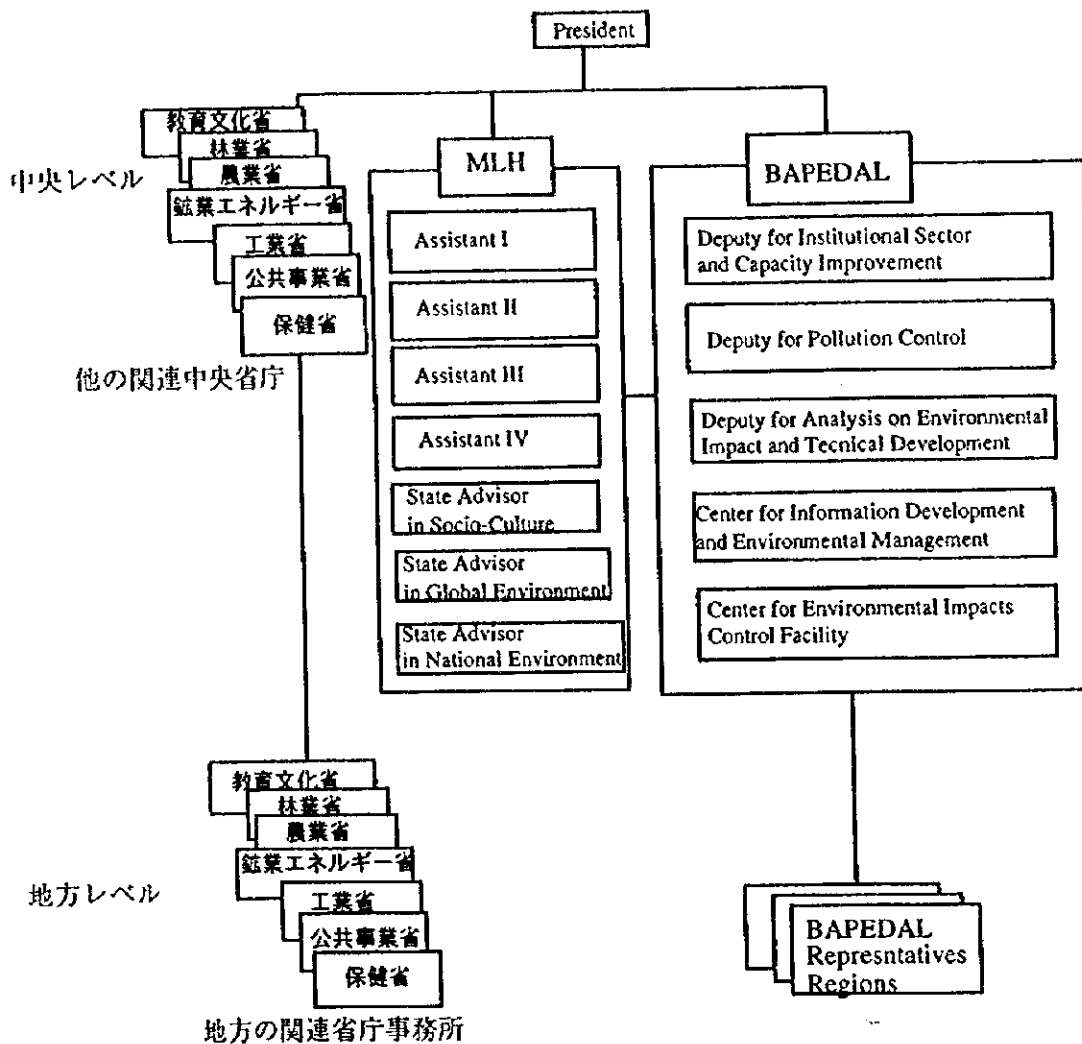 President
教育文化省
林業省
農業省
中央レベル
鉱業エネルギー省
工業省
公共事業省
保健省
他の関連中央省庁
MLH
Assistant I
Assistant II
Assistant III
Assistant IV
State Advisor
in Socio-Culture
State Advisor
in Global Environment
State Advisor
in National Environment
BAPEDAL
Deputy for Institutional Sector
and Capacity Improvement
Deputy for Pollution Control
Deputy for Analysis on Environmental
Impact and Tecnical Development
Center for Information Development
and Environmental Management
Center for Environmental Impacts
Control Facility
教育文化省
林業省
農業省
鉱業エネルギー省
地方レベル
工業省
公共事業省
保健省
地方の関連省庁事務所
BAPEDAL
Represntatives
Regions